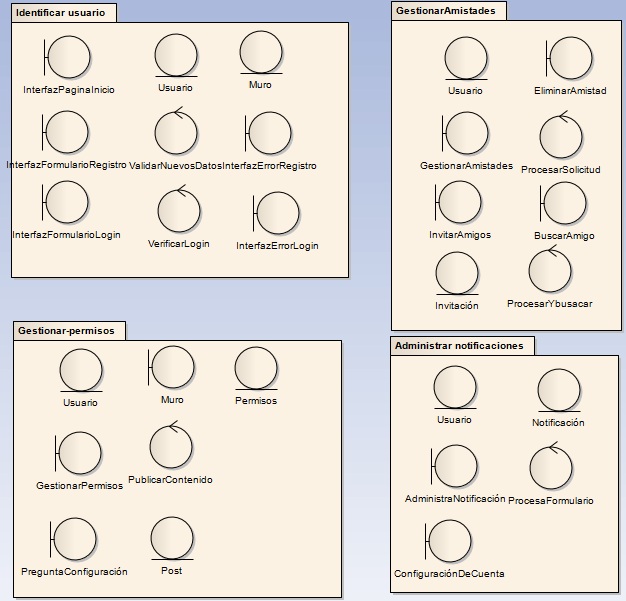 Identificar usuario
InterfazPaginaInicio
Usuario
Muro
InterfazFormularioRegistro
ValidarNuevosDatos
InterfazErrorRegistro
InterfazFormularioLogin
VerificarLogin
InterfazErrorLogin
GestionarAmistades
Usuario
EliminarAmistad
GestionarAmistades
ProcesarSolicitud
InvitarAmigos
BuscarAmigo
Invitación
ProcesarYbusacar
Gestionar-permisos
Usuario
Muro
Permisos
GestionarPermisos
PublicarContenido
PreguntaConfiguración
Post
Administrar notificaciones
Usuario
Notificación
AdministraNotificación
ProcesaFormulario
ConfiguraciónDeCuenta